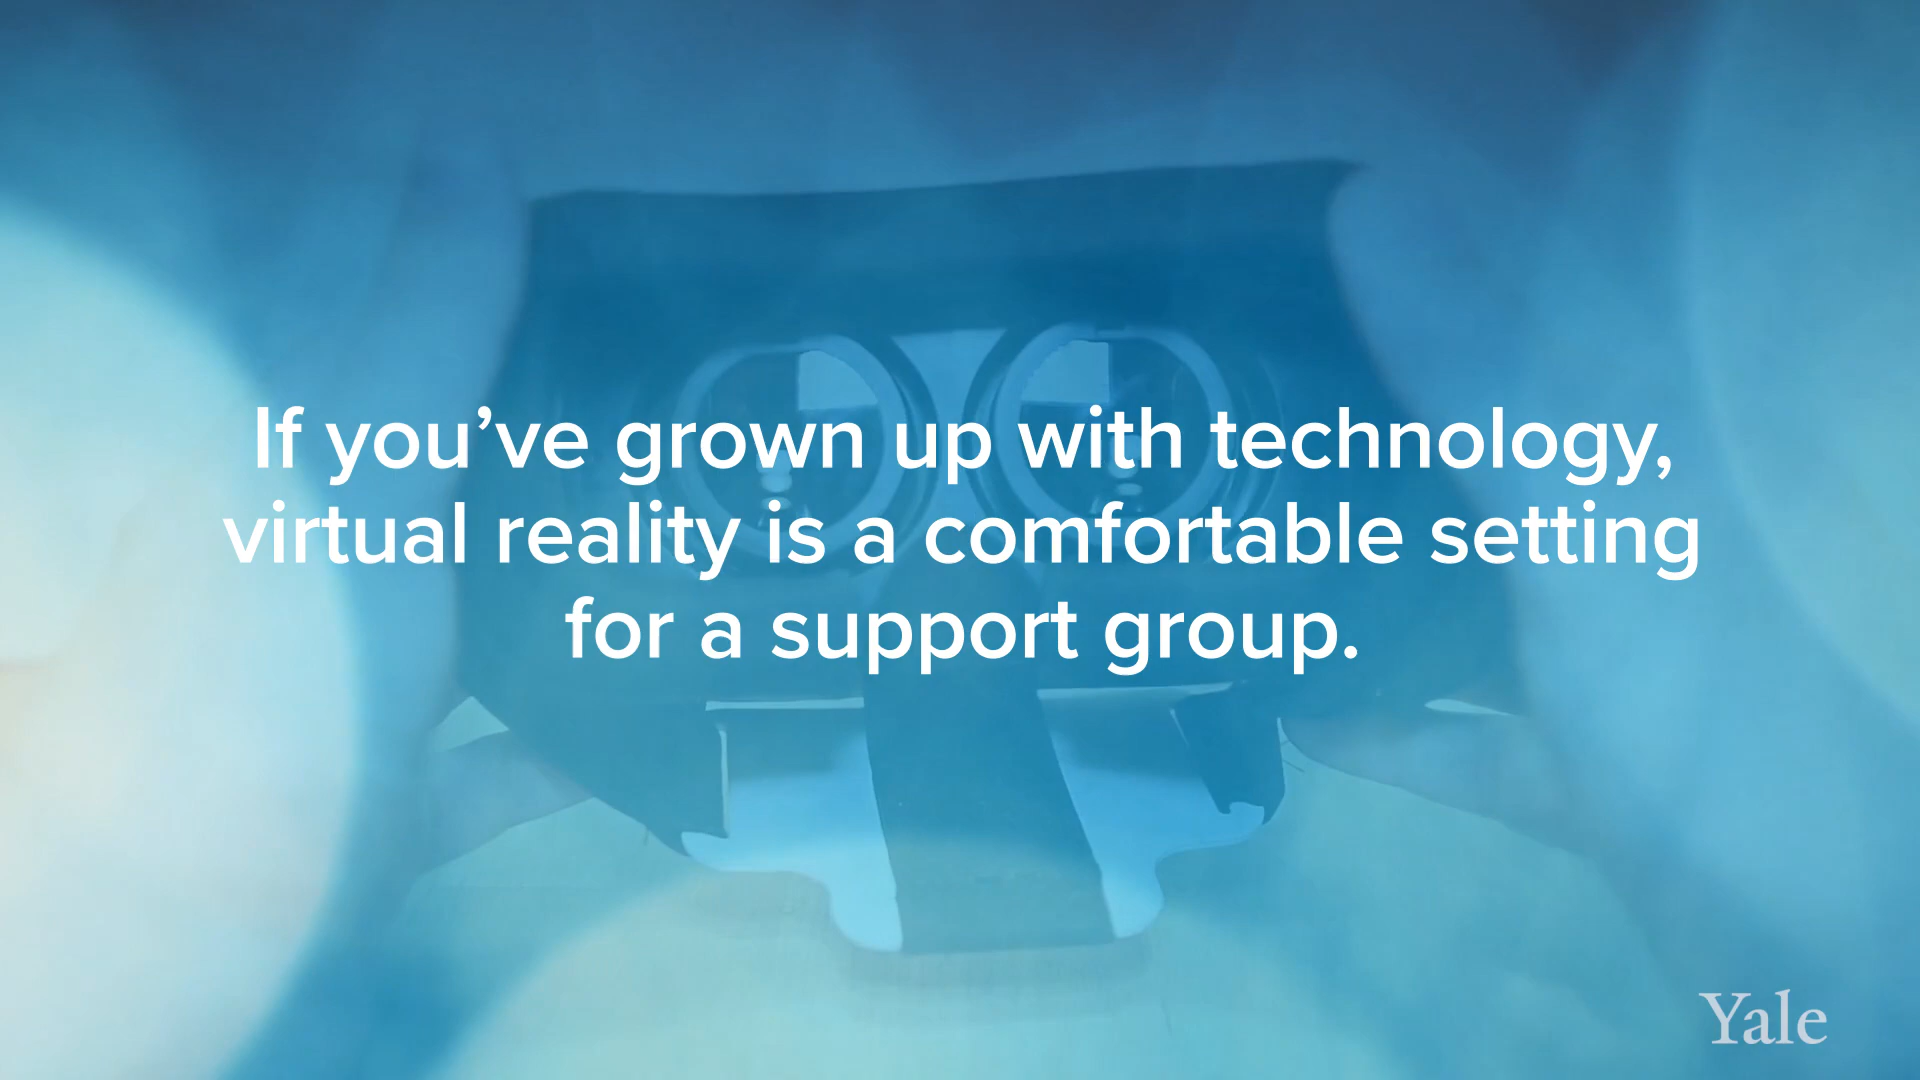 If you’ve grown up with technology,
virtual reality is a comfortable setting
for a support group.
Yale